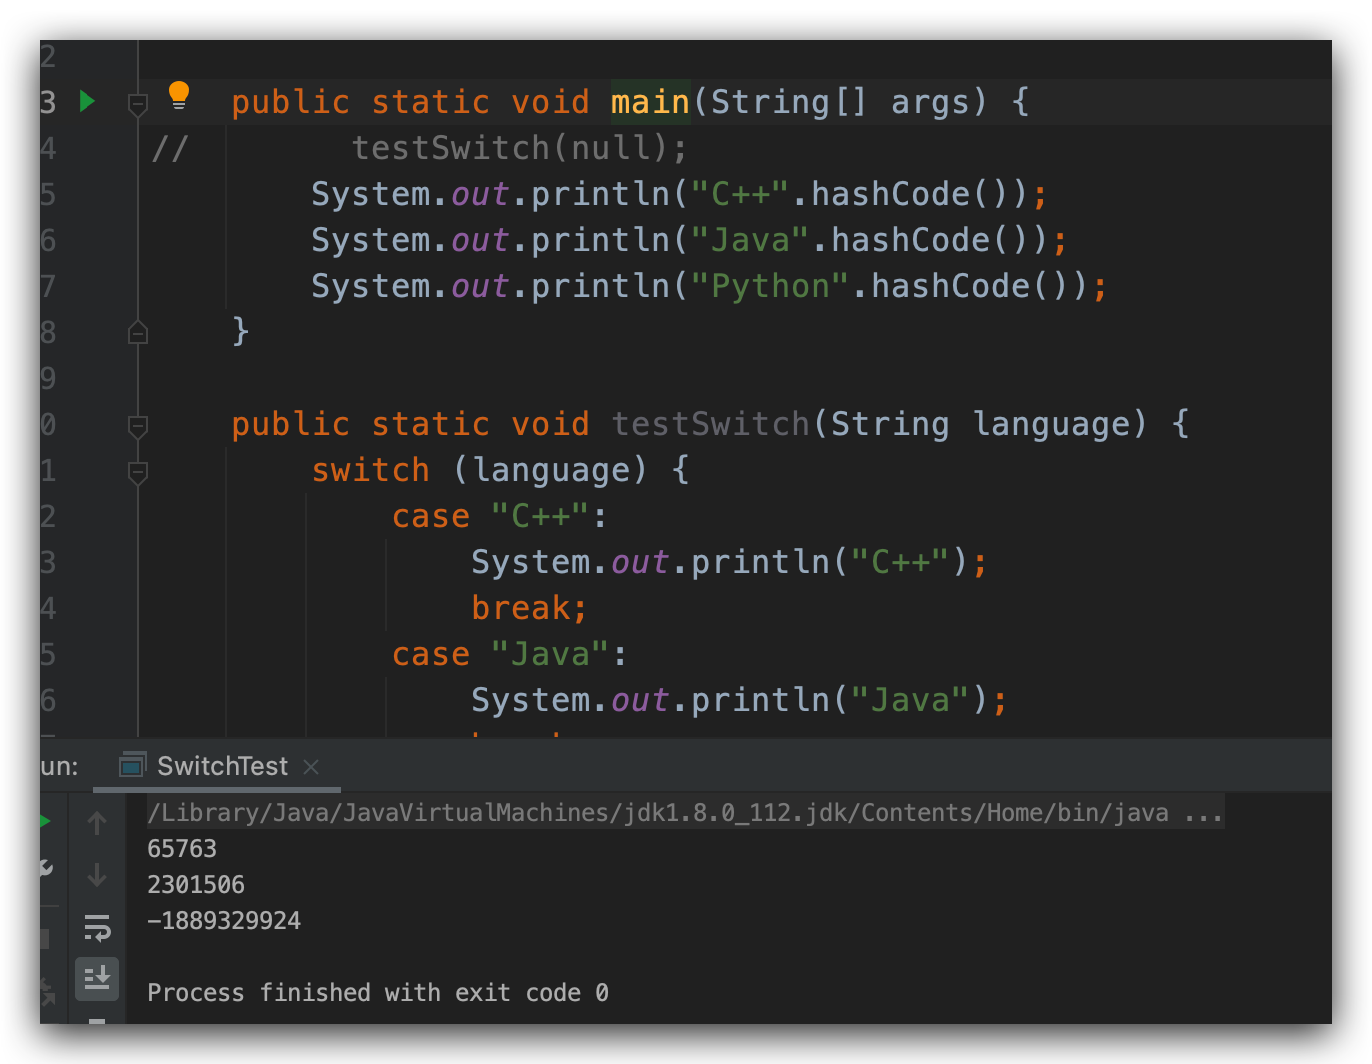 2
3 public static void main(String[] args) {
4 // testSwitch(null);
5 System.out.println("C++".hashCode());
6 System.out.println("Java".hashCode());
7 System.out.println("Python".hashCode());
8 }
9
0 public static void testSwitch(String language) {
1 switch (language) {
2 case "C++":
3 System.out.println("C++");
4 break;
5 case "Java":
6 System.out.println("Java");
un: SwitchTest
/Library/Java/JavaVirtualMachines/jdk1.8.0_112.jdk/Contents/Home/bin/java ...
65763
2301506
-1889329924
Process finished with exit code 0